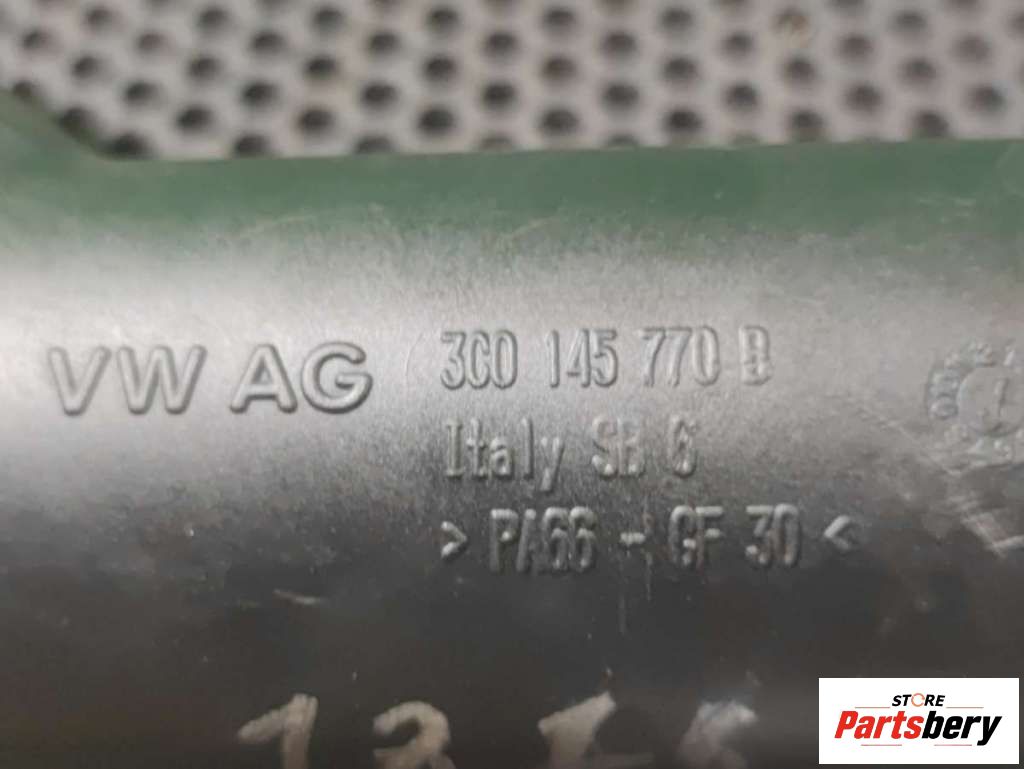 VW AG 3C0 145 770 B
Italy SB 6
> PA66 - GF 30 <
STORE
Partsbery